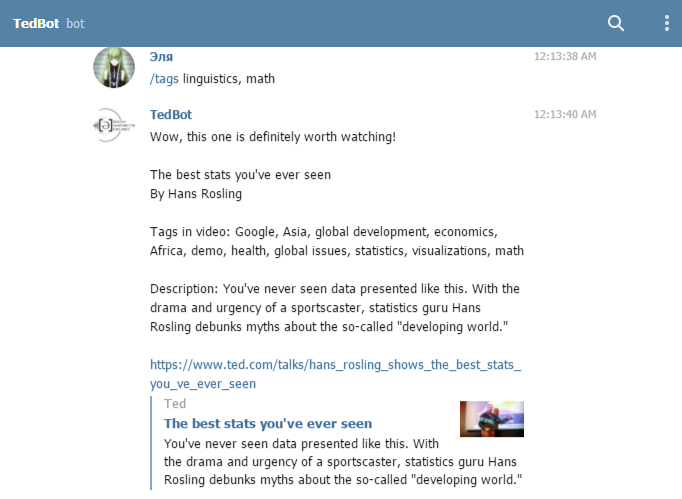 TedBot bot
Эля 12:13:38 AM
/tags linguistics, math
TedBot 12:13:40 AM
Wow, this one is definitely worth watching!
The best stats you've ever seen
By Hans Rosling
Tags in video: Google, Asia, global development, economics,
Africa, demo, health, global issues, statistics, visualizations, math
Description: You've never seen data presented like this. With the
drama and urgency of a sportscaster, statistics guru Hans
Rosling debunks myths about the so-called "developing world."
https://www.ted.com/talks/hans_rosling_shows_the_best_stats_
you_ve_ever_seen
Ted
The best stats you've ever seen
You've never seen data presented like this. With
the drama and urgency of a sportscaster, statistics guru Hans
Rosling debunks myths about the so-called "developing world."